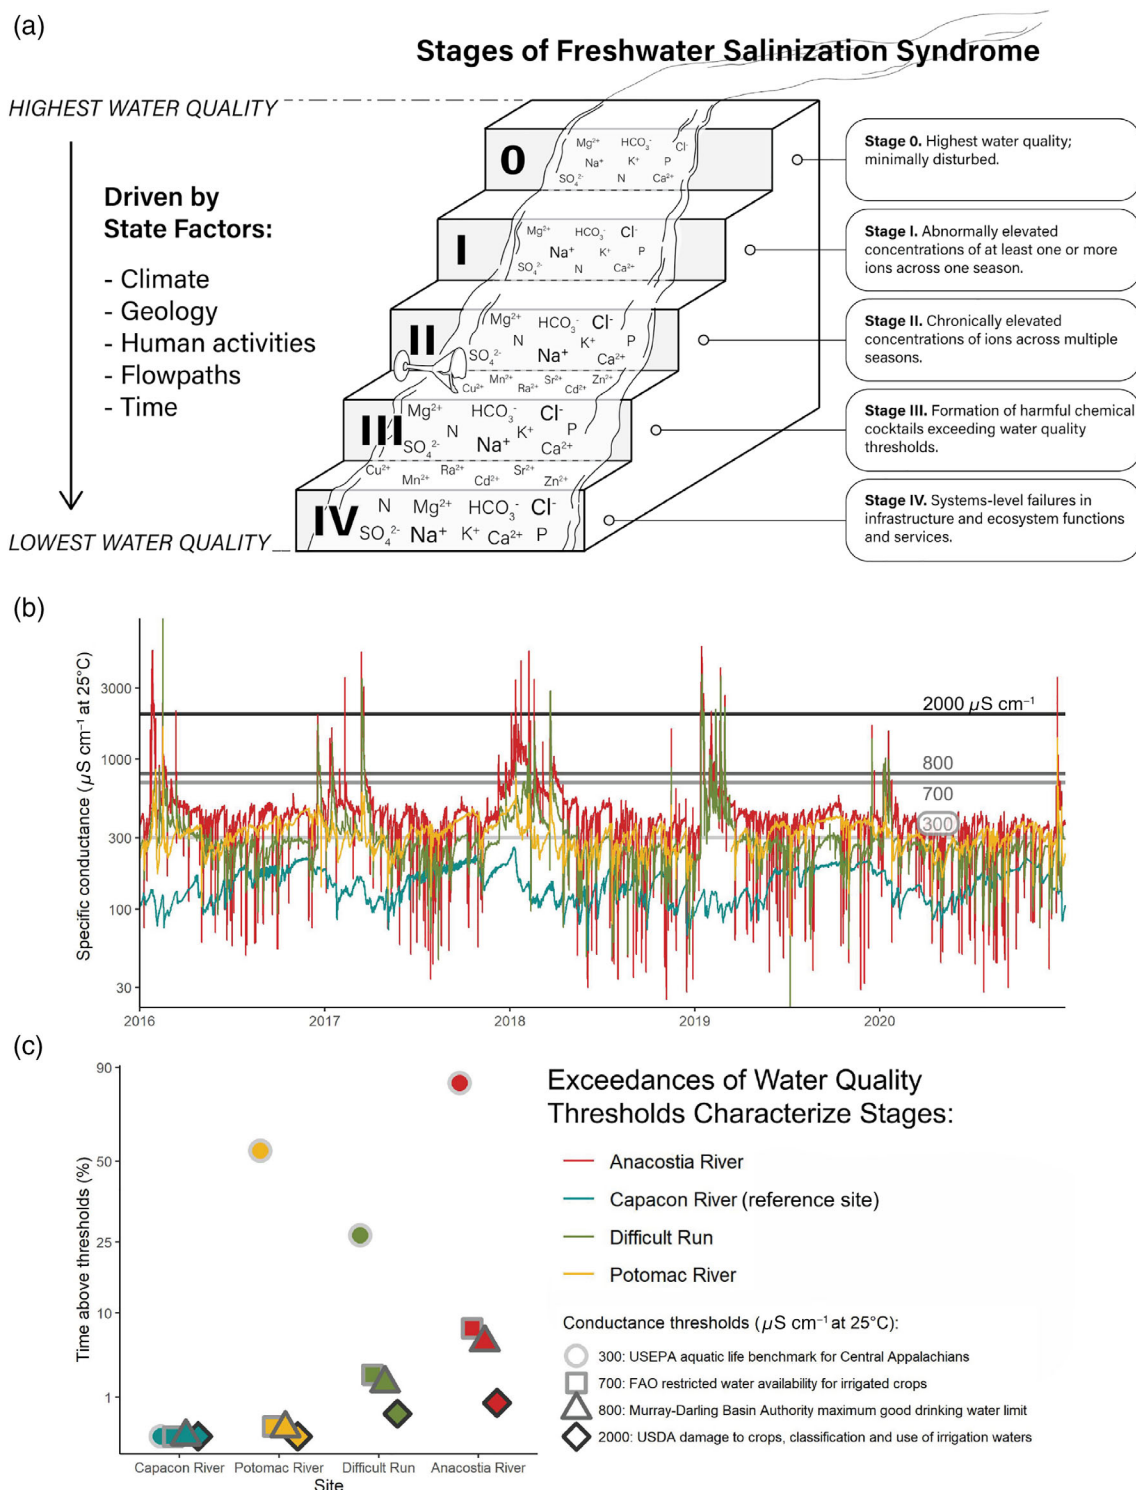 (a)
Stages of Freshwater Salinization Syndrome
HIGHEST WATER QUALITY
Driven by
State Factors:
- Climate
- Geology
- Human activities
- Flowpaths
- Time
LOWEST WATER QUALITY
0
Mg²⁺ HCO₃⁻ Cl⁻
Na⁺ K⁺ P
SO₄²⁻ N Ca²⁺
I
Mg²⁺ HCO₃⁻ Cl⁻
Na⁺ K⁺ P
SO₄²⁻ N Ca²⁺
II
Mg²⁺ HCO₃⁻ Cl⁻
N K⁺ P
SO₄²⁻ Na⁺ Ca²⁺
Cu²⁺ Mn²⁺ Ra²⁺ Sr²⁺ Cd²⁺ Zn²⁺
III
Mg²⁺ HCO₃⁻ Cl⁻
N K⁺ P
SO₄²⁻ Na⁺ Ca²⁺
Cu²⁺ Mn²⁺ Ra²⁺ Cd²⁺ Sr²⁺ Zn²⁺
IV
N Mg²⁺ HCO₃⁻ Cl⁻
SO₄²⁻ Na⁺ K⁺ Ca²⁺ P
Stage 0. Highest water quality;
minimally disturbed.
Stage I. Abnormally elevated
concentrations of at least one or more
ions across one season.
Stage II. Chronically elevated
concentrations of ions across multiple
seasons.
Stage III. Formation of harmful chemical
cocktails exceeding water quality
thresholds.
Stage IV. Systems-level failures in
infrastructure and ecosystem functions
and services.
(b)
Specific conductance (µS cm⁻¹ at 25°C)
3000
1000
300
100
30
2000 µS cm⁻¹
800
700
300
2016 2017 2018 2019 2020
(c)
Time above thresholds (%)
90
50
25
10
1
Capacon River Potomac River Difficult Run Anacostia River
Site
Exceedances of Water Quality
Thresholds Characterize Stages:
Anacostia River
Capacon River (reference site)
Difficult Run
Potomac River
Conductance thresholds (µS cm⁻¹ at 25°C):
300: USEPA aquatic life benchmark for Central Appalachians
700: FAO restricted water availability for irrigated crops
800: Murray-Darling Basin Authority maximum good drinking water limit
2000: USDA damage to crops, classification and use of irrigation waters